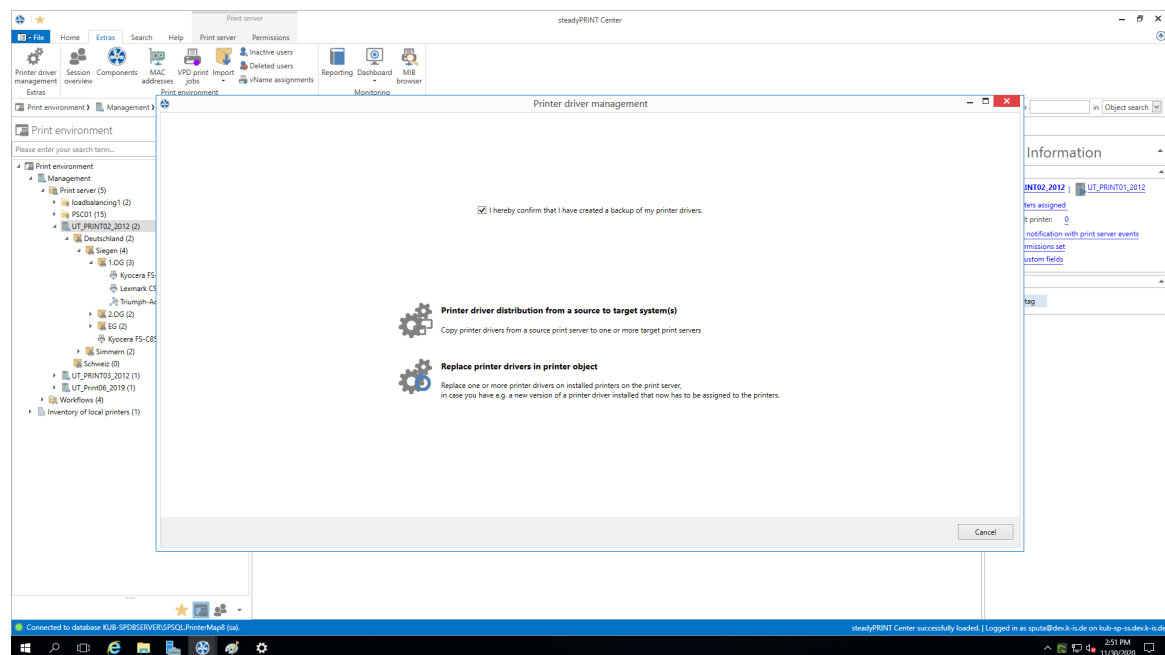 Print server
steadyPRINT Center
File Home Extras Search Help Print server Permissions
Printer driver management
Session overview
Components
MAC addresses
VPD print jobs
Import
Inactive users
Deleted users
vName assignments
Reporting
Dashboard
MIB browser
Extras
Print environment
Monitoring
Print environment Management
in Object search
Printer driver management
Print environment
Please enter your search term...
Print environment
Management
Print server (5)
loadbalancing1 (2)
PSC01 (15)
UT_PRINT02_2012 (2)
Deutschland (2)
Siegen (4)
1.OG (3)
Kyocera FS-
Lexmark CS
Triumph-Ad
2.OG (2)
EG (2)
Kyocera FS-C85
Simmern (2)
Schweiz (0)
UT_PRINT03_2012 (1)
UT_Print06_2019 (1)
Workflows (4)
Inventory of local printers (1)
I hereby confirm that I have created a backup of my printer drivers.
Printer driver distribution from a source to target system(s)
Copy printer drivers from a source print server to one or more target print servers
Replace printer drivers in printer object
Replace one or more printer drivers on installed printers on the print server,
in case you have e.g. a new version of a printer driver installed that now has to be assigned to the printers.
Cancel
Information
INT02_2012 | UT_PRINT01_2012
ters assigned
lt printer: 0
notification with print server events
rmissions set
ustom fields
tag
Connected to database KUB-SPDBSERVER\SPSQL.PrinterMap8 (sa).
steadyPRINT Center successfully loaded. | Logged in as sputa@dev.k-is.de on kub-sp-ss.dev.k-is.de
2:51 PM
11/30/2020